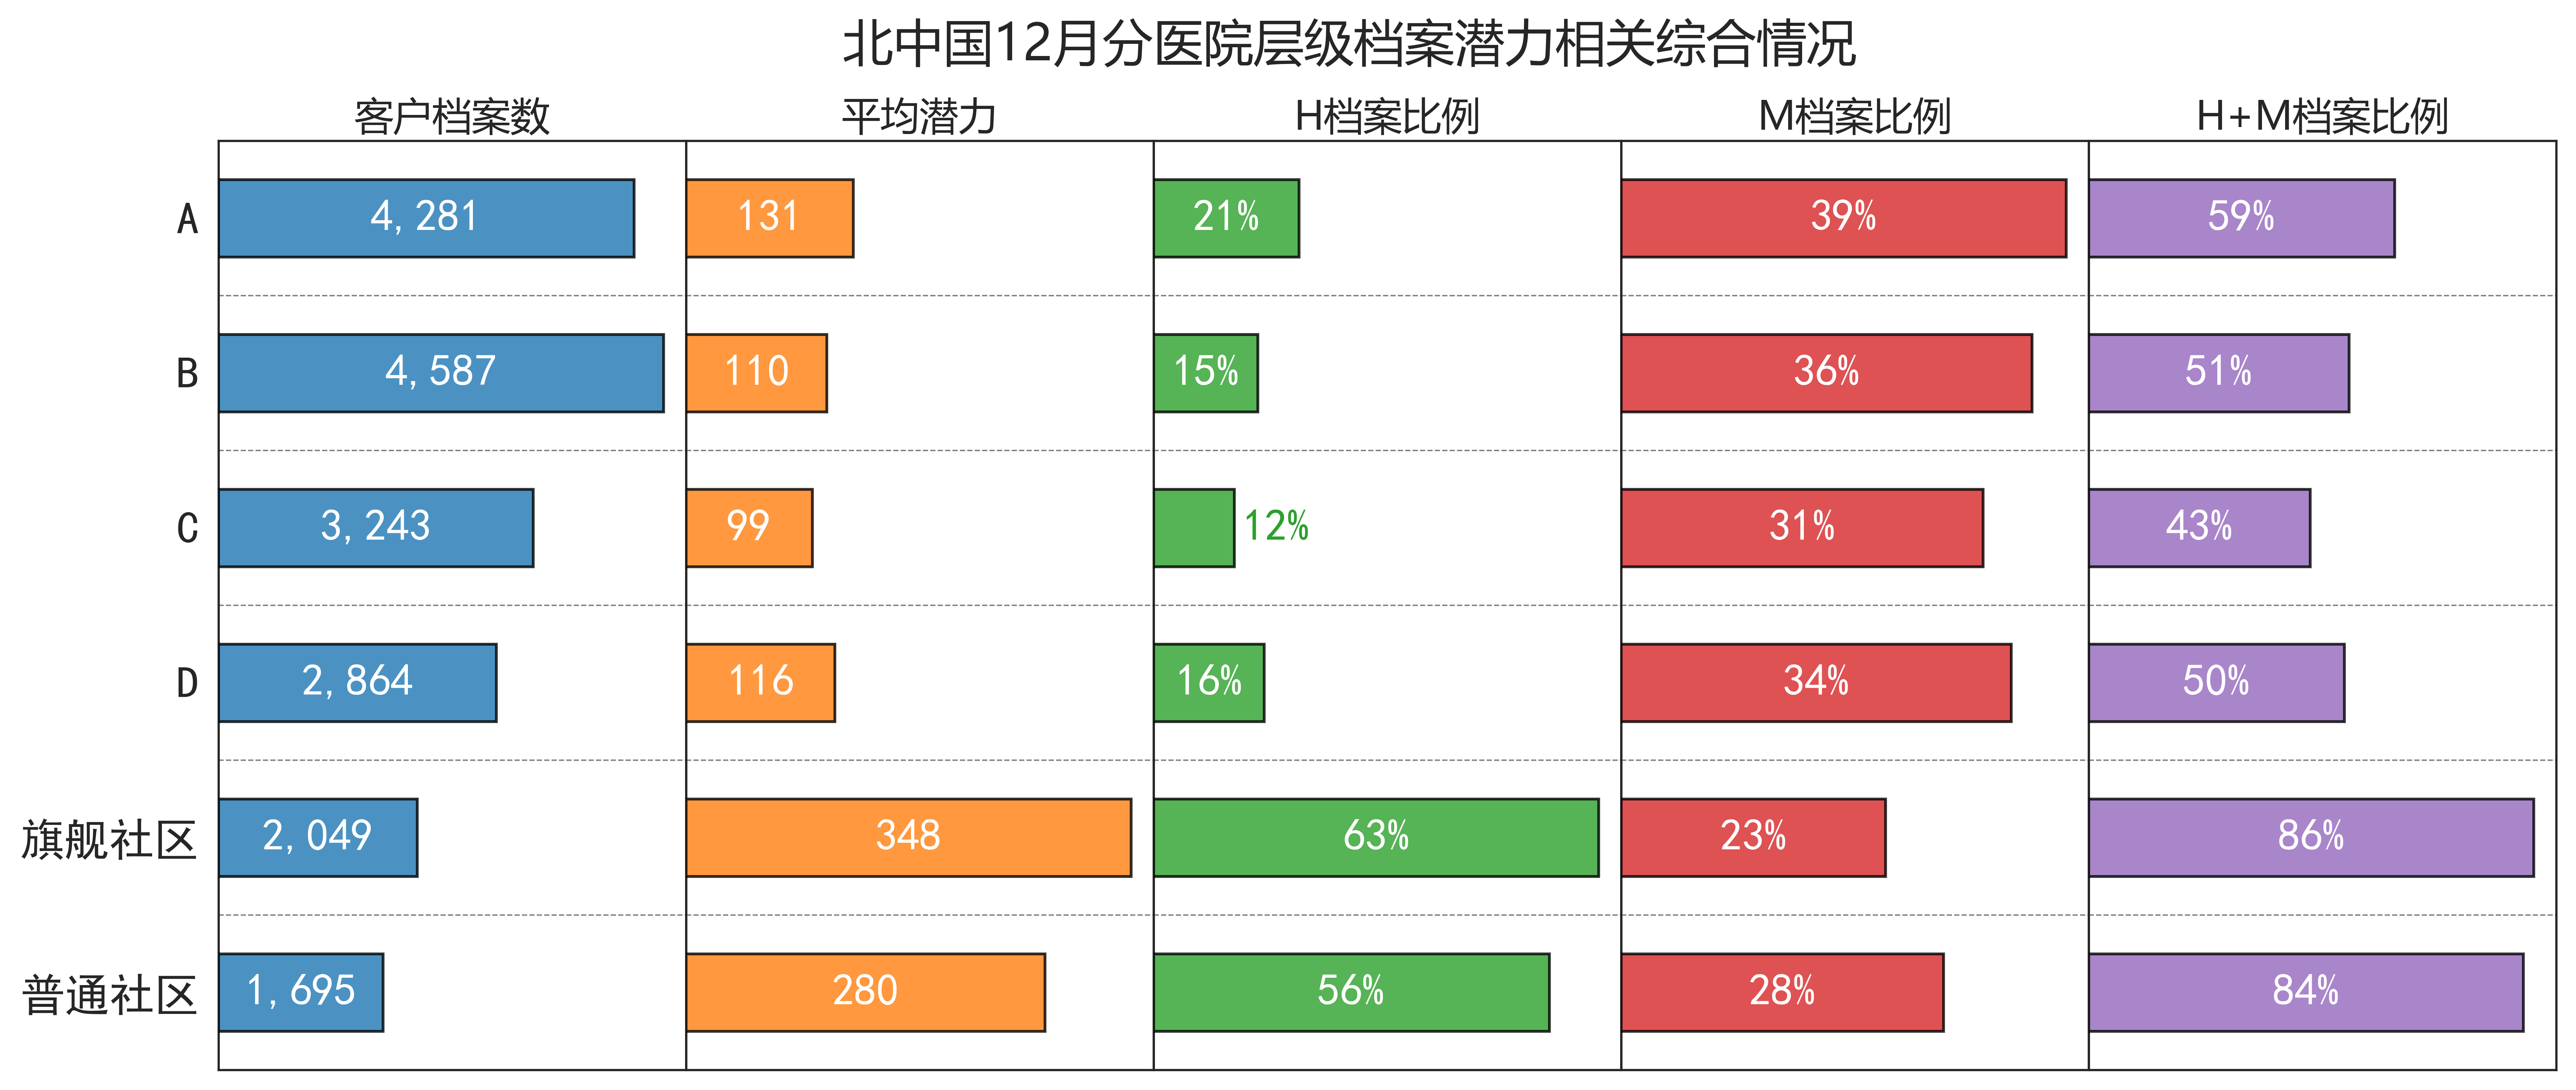 北中国12月分医院层级档案潜力相关综合情况
客户档案数 平均潜力 H档案比例 M档案比例 H+M档案比例
A 4,281 131 21% 39% 59%
B 4,587 110 15% 36% 51%
C 3,243 99 12% 31% 43%
D 2,864 116 16% 34% 50%
旗舰社区 2,049 348 63% 23% 86%
普通社区 1,695 280 56% 28% 84%